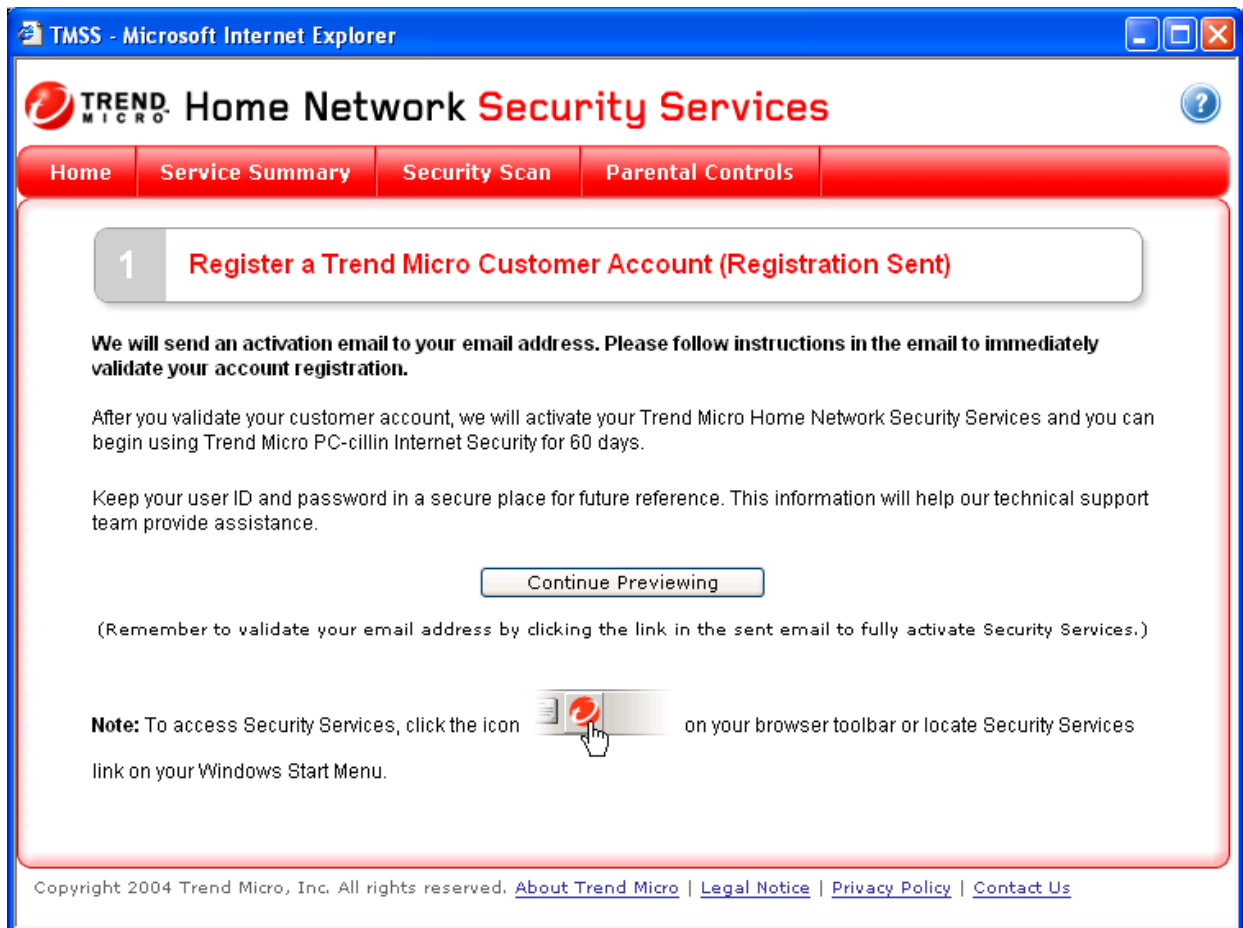 TMSS - Microsoft Internet Explorer
TREND MICRO Home Network Security Services
?
Home Service Summary Security Scan Parental Controls
1 Register a Trend Micro Customer Account (Registration Sent)
We will send an activation email to your email address. Please follow instructions in the email to immediately
validate your account registration.
After you validate your customer account, we will activate your Trend Micro Home Network Security Services and you can
begin using Trend Micro PC-cillin Internet Security for 60 days.
Keep your user ID and password in a secure place for future reference. This information will help our technical support
team provide assistance.
Continue Previewing
(Remember to validate your email address by clicking the link in the sent email to fully activate Security Services.)
Note: To access Security Services, click the icon on your browser toolbar or locate Security Services
link on your Windows Start Menu.
Copyright 2004 Trend Micro, Inc. All rights reserved. About Trend Micro | Legal Notice | Privacy Policy | Contact Us